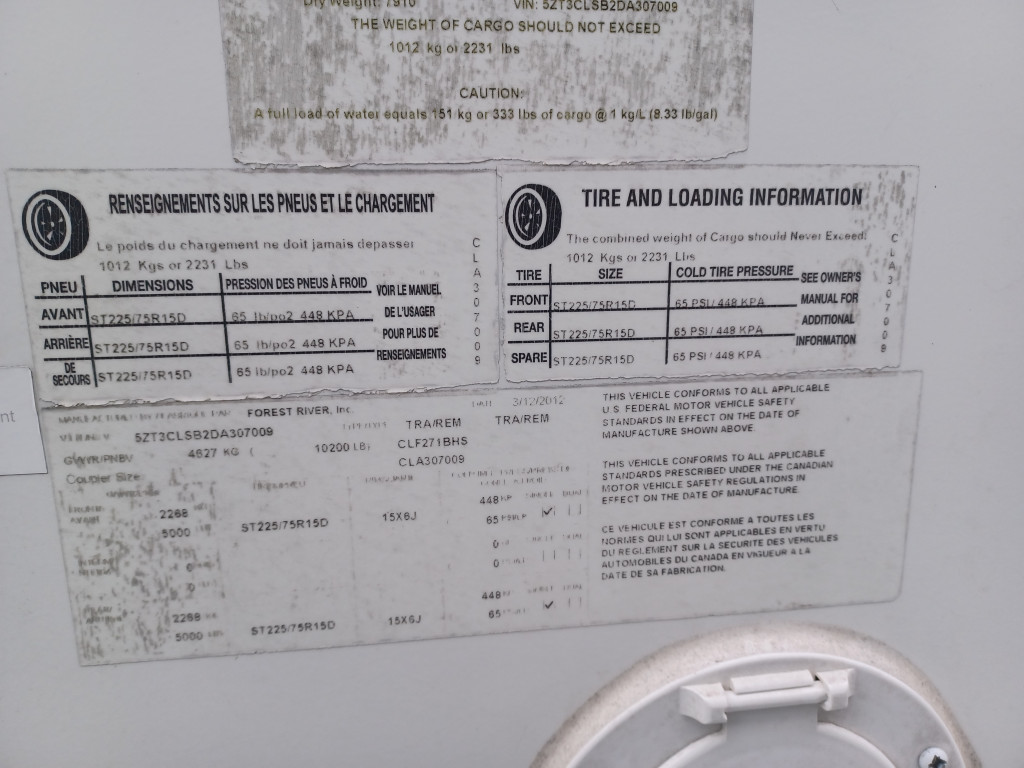 Dry Weight: 7910 VIN: 5ZT3CLSB2DA307009
THE WEIGHT OF CARGO SHOULD NOT EXCEED
1012 kg or 2231 lbs
CAUTION:
A full load of water equals 151 kg or 333 lbs of cargo @ 1 kg/L (8.33 lb/gal)
RENSEIGNEMENTS SUR LES PNEUS ET LE CHARGEMENT
Le poids du chargement ne doit jamais depasser
1012 Kgs or 2231 Lbs
PNEU DIMENSIONS PRESSION DES PNEUS À FROID
AVANT ST225/75R15D 65 lb/po2 448 KPA
ARRIÈRE ST225/75R15D 65 lb/po2 448 KPA
DE SECOURS ST225/75R15D 65 lb/po2 448 KPA
VOIR LE MANUEL
DE L'USAGER
POUR PLUS DE
RENSEIGNEMENTS
CLA307009
TIRE AND LOADING INFORMATION
The combined weight of Cargo should Never Exceed:
1012 Kgs or 2231 Lbs
TIRE SIZE COLD TIRE PRESSURE
FRONT ST225/75R15D 65 PSI / 448 KPA
REAR ST225/75R15D 65 PSI / 448 KPA
SPARE ST225/75R15D 65 PSI / 448 KPA
SEE OWNER'S
MANUAL FOR
ADDITIONAL
INFORMATION
CLA307009
FOREST RIVER, Inc. DATE 3/12/2012
5ZT3CLSB2DA307009 TRA/REM TRA/REM
GVWR/PNBV 4627 KG ( 10200 LB) CLF271BHS
Coupler Size CLA307009
2268 ST225/75R15D 15X6J 448
5000 65
0 0
0 0
2268 ST225/75R15D 15X6J 448
5000 65
THIS VEHICLE CONFORMS TO ALL APPLICABLE
U.S FEDERAL MOTOR VEHICLE SAFETY
STANDARDS IN EFFECT ON THE DATE OF
MANUFACTURE SHOWN ABOVE.
THIS VEHICLE CONFORMS TO ALL APPLICABLE
STANDARDS PRESCRIBED UNDER THE CANADIAN
MOTOR VEHICLE SAFETY REGULATIONS IN
EFFECT ON THE DATE OF MANUFACTURE.
CE VEHICULE EST CONFORME A TOUTES LES
NORMES QUI LUI SONT APPLICABLES EN VERTU
DU REGLEMENT SUR LA SECURITE DES VEHICULES
AUTOMOBILES DU CANADA EN VIGUEUR A LA
DATE DE SA FABRICATION.